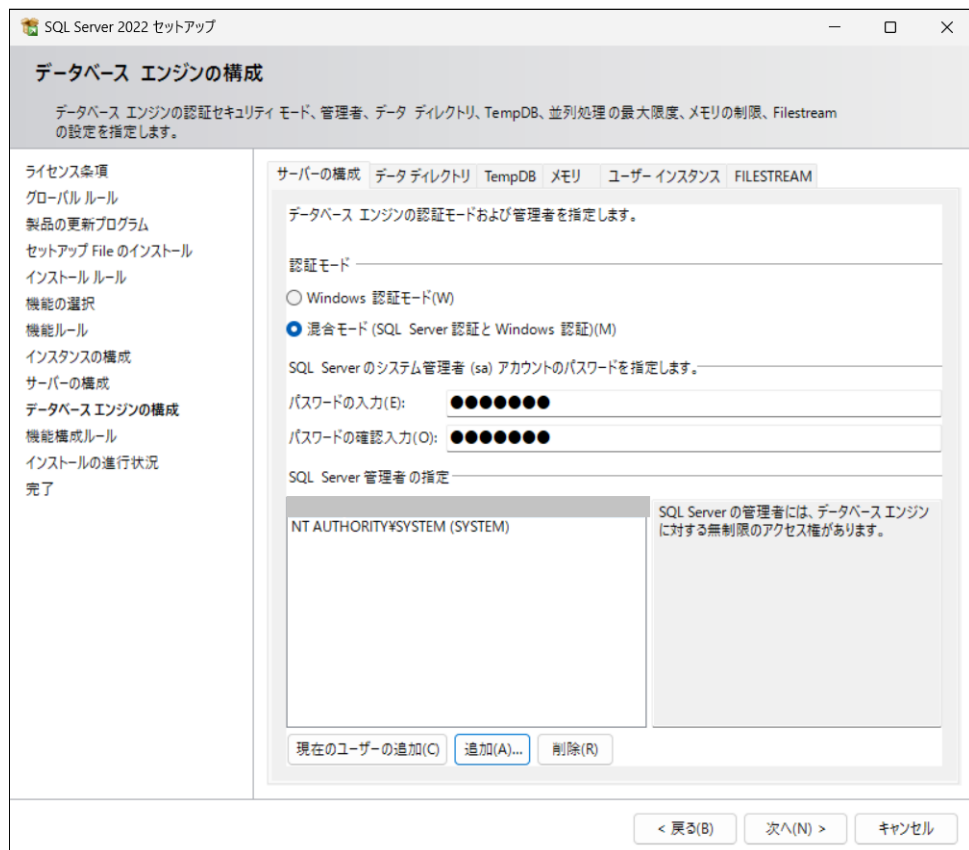 SQL Server 2022 セットアップ
データベース エンジンの構成
データベース エンジンの認証セキュリティ モード、管理者、データ ディレクトリ、TempDB、並列処理の最大限度、メモリの制限、Filestream
の設定を指定します。
ライセンス条項
グローバル ルール
製品の更新プログラム
セットアップ File のインストール
インストール ルール
機能の選択
機能ルール
インスタンスの構成
サーバーの構成
データベース エンジンの構成
機能構成ルール
インストールの進行状況
完了
サーバーの構成 データ ディレクトリ TempDB メモリ ユーザー インスタンス FILESTREAM
データベース エンジンの認証モードおよび管理者を指定します。
認証モード
Windows 認証モード(W)
混合モード (SQL Server 認証と Windows 認証)(M)
SQL Server のシステム管理者 (sa) アカウントのパスワードを指定します。
パスワードの入力(E): ●●●●●●●
パスワードの確認入力(O): ●●●●●●●
SQL Server 管理者の指定
NT AUTHORITY¥SYSTEM (SYSTEM)
SQL Server の管理者には、データベース エンジン
に対する無制限のアクセス権があります。
現在のユーザーの追加(C) 追加(A)... 削除(R)
< 戻る(B) 次へ(N) > キャンセル